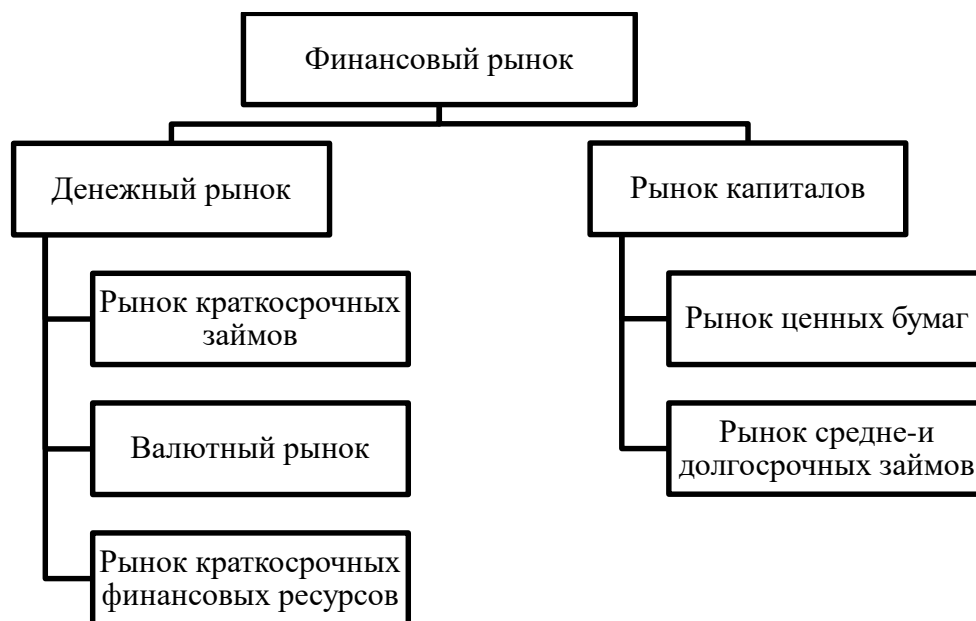 Финансовый рынок
Денежный рынок
Рынок капиталов
Рынок краткосрочных
займов
Рынок ценных бумаг
Валютный рынок
Рынок средне-и
долгосрочных займов
Рынок краткосрочных
финансовых ресурсов